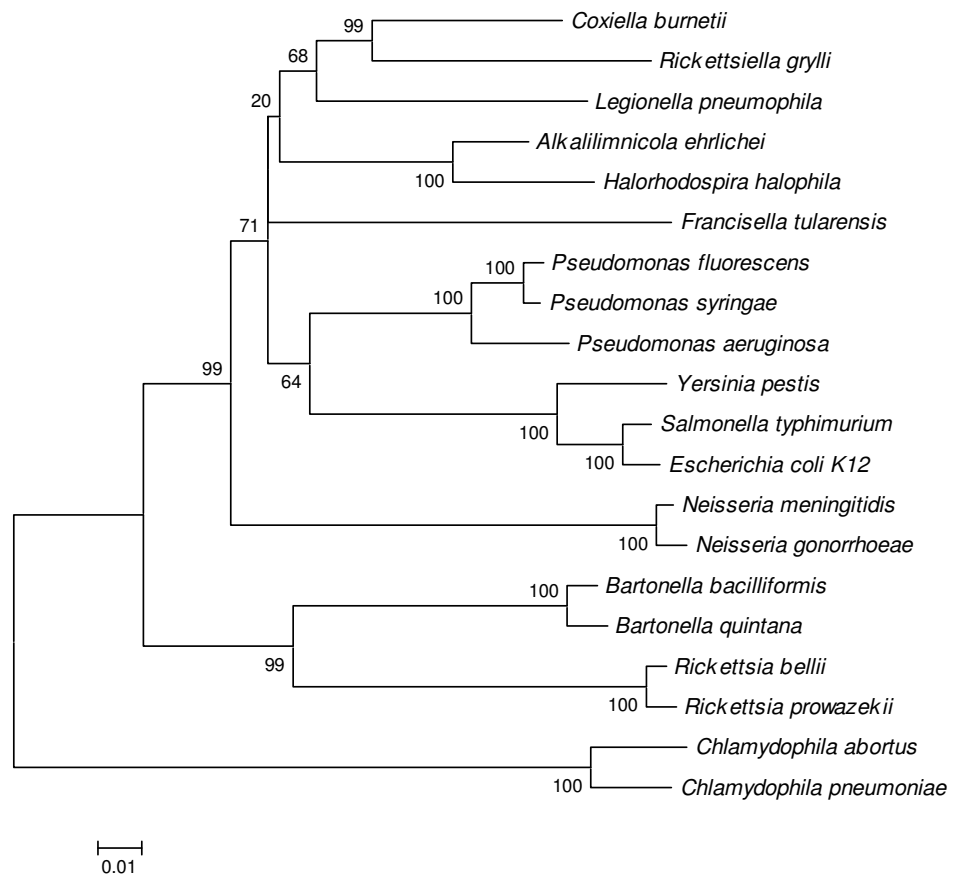 99
Coxiella burnetii
68
Rickettsiella grylli
20
Legionella pneumophila
Alkalilimnicola ehrlichei
100
Halorhodospira halophila
71
Francisella tularensis
100
Pseudomonas fluorescens
100
Pseudomonas syringae
Pseudomonas aeruginosa
99
64
Yersinia pestis
Salmonella typhimurium
100
100
Escherichia coli K12
Neisseria meningitidis
100
Neisseria gonorrhoeae
100
Bartonella bacilliformis
Bartonella quintana
99
Rickettsia bellii
100
Rickettsia prowazekii
Chlamydophila abortus
100
Chlamydophila pneumoniae
0.01